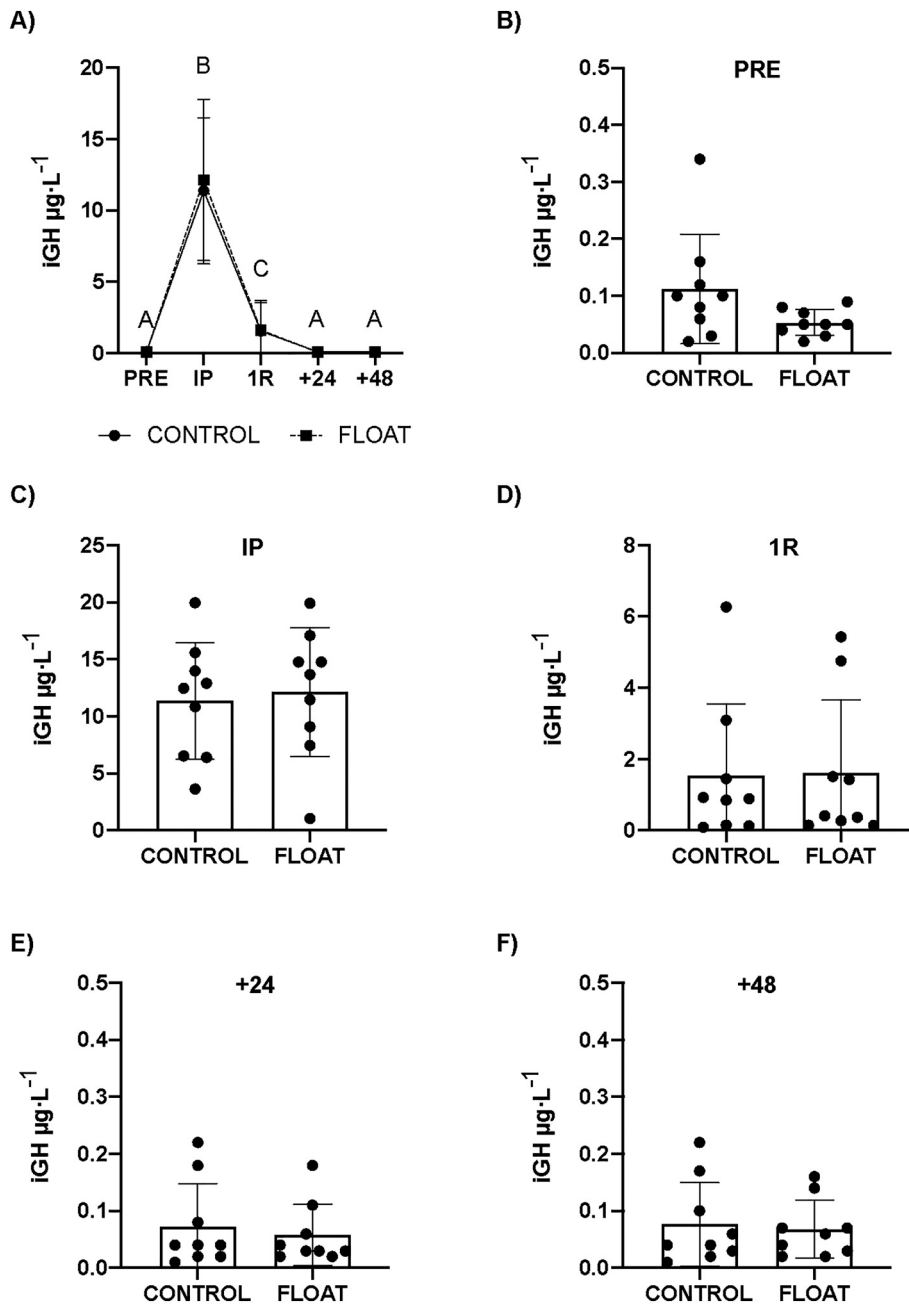 A)
20
15
10
5
0
iGH µg·L⁻¹
A
B
C
A
A
PRE IP 1R +24 +48
CONTROL FLOAT
B)
PRE
0.5
0.4
0.3
0.2
0.1
0.0
iGH µg·L⁻¹
CONTROL FLOAT
C)
IP
25
20
15
10
5
0
iGH µg·L⁻¹
CONTROL FLOAT
D)
1R
8
6
4
2
0
iGH µg·L⁻¹
CONTROL FLOAT
E)
+24
0.5
0.4
0.3
0.2
0.1
0.0
iGH µg·L⁻¹
CONTROL FLOAT
F)
+48
0.5
0.4
0.3
0.2
0.1
0.0
iGH µg·L⁻¹
CONTROL FLOAT